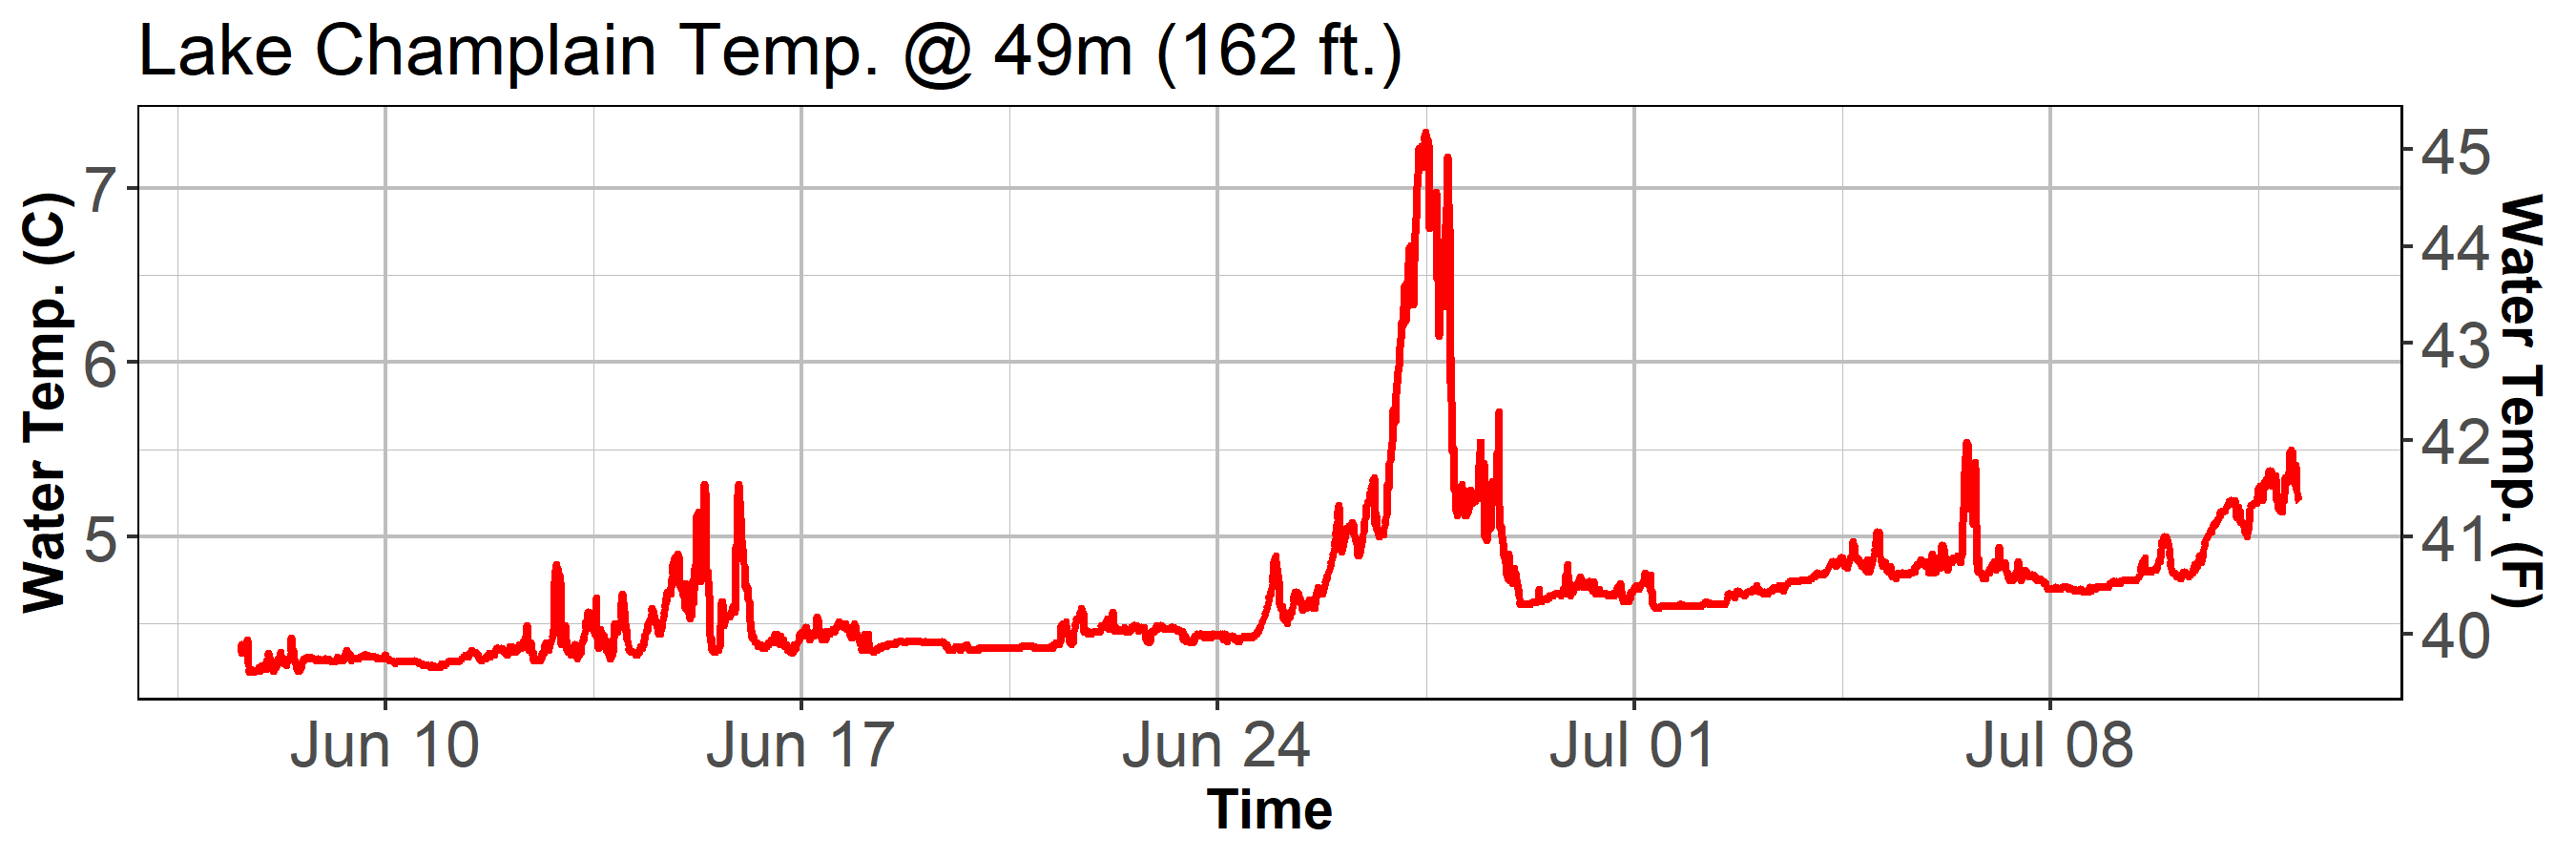 Lake Champlain Temp. @ 49m (162 ft.)
Water Temp. (C)
7
6
5
45
44
43
42
41
40
Water Temp. (F)
Jun 10 Jun 17 Jun 24 Jul 01 Jul 08
Time